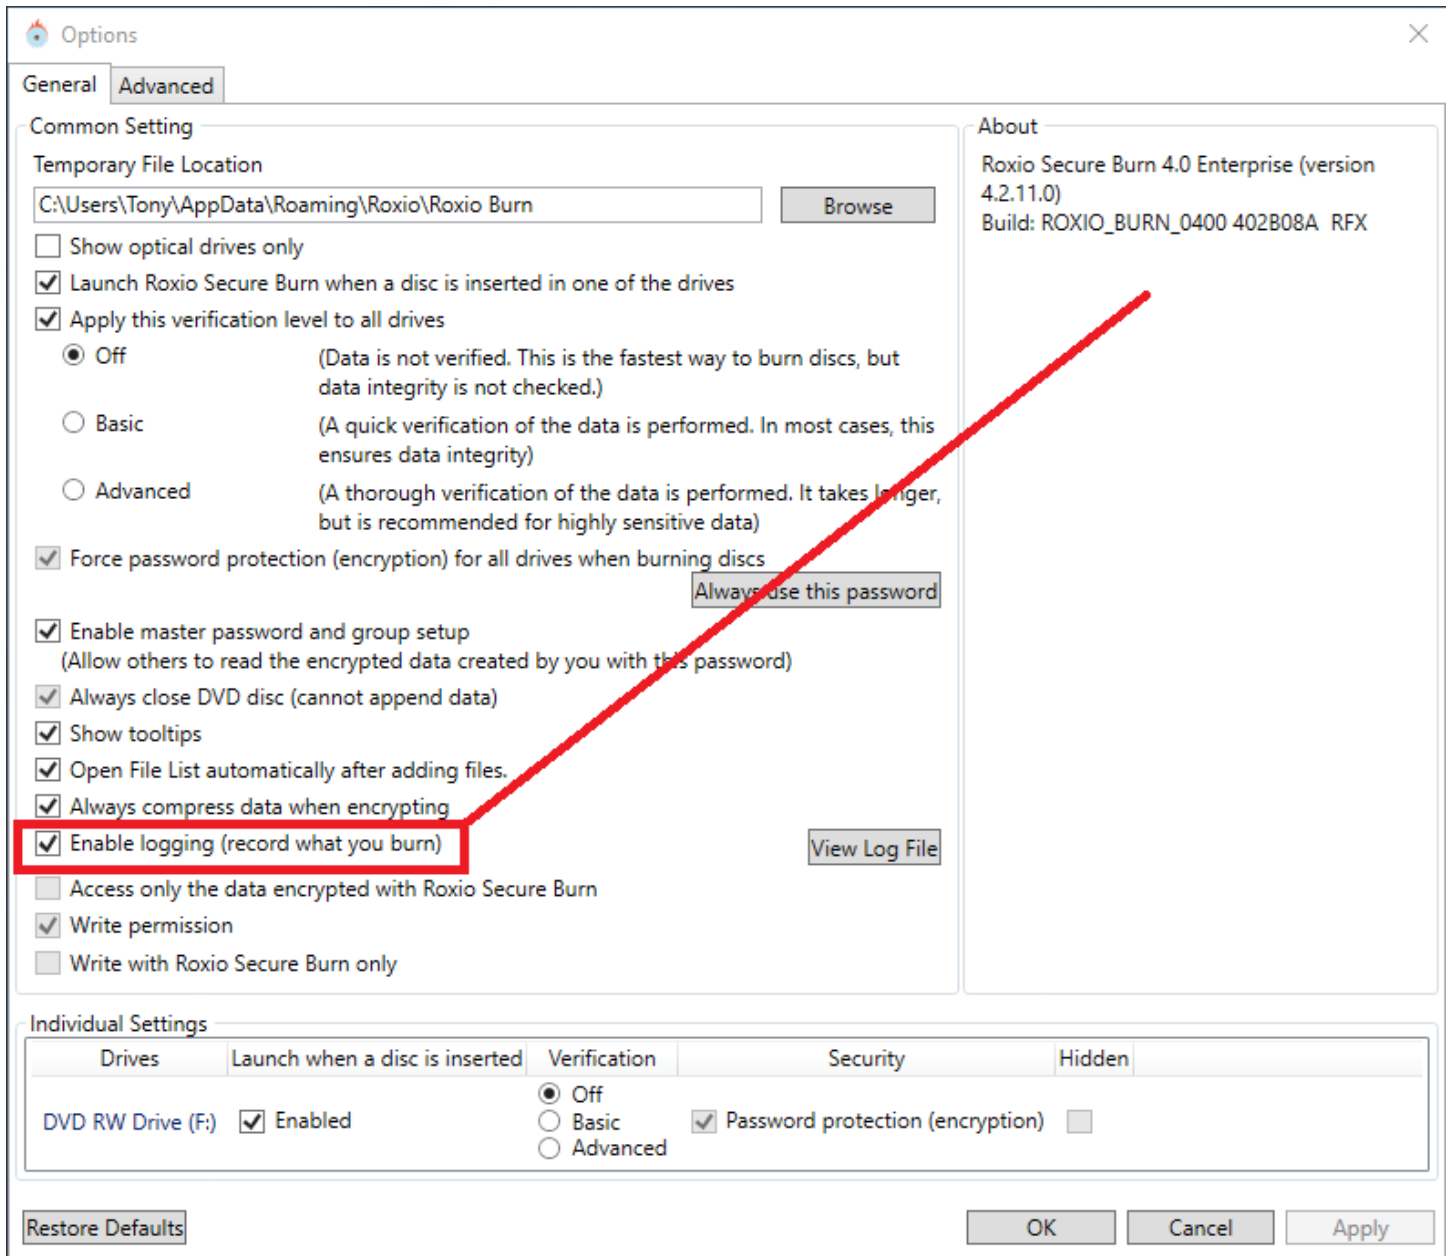 Options
General
Advanced
Common Setting
Temporary File Location
C:\Users\Tony\AppData\Roaming\Roxio\Roxio Burn
Browse
Show optical drives only
Launch Roxio Secure Burn when a disc is inserted in one of the drives
Apply this verification level to all drives
Off
(Data is not verified. This is the fastest way to burn discs, but
data integrity is not checked.)
Basic
(A quick verification of the data is performed. In most cases, this
ensures data integrity)
Advanced
(A thorough verification of the data is performed. It takes longer,
but is recommended for highly sensitive data)
Force password protection (encryption) for all drives when burning discs
Always use this password
Enable master password and group setup
(Allow others to read the encrypted data created by you with this password)
Always close DVD disc (cannot append data)
Show tooltips
Open File List automatically after adding files.
Always compress data when encrypting
Enable logging (record what you burn)
View Log File
Access only the data encrypted with Roxio Secure Burn
Write permission
Write with Roxio Secure Burn only
About
Roxio Secure Burn 4.0 Enterprise (version
4.2.11.0)
Build: ROXIO_BURN_0400 402B08A  RFX
Individual Settings
Drives
Launch when a disc is inserted
Verification
Security
Hidden
DVD RW Drive (F:)
Enabled
Off
Basic
Advanced
Password protection (encryption)
Restore Defaults
OK
Cancel
Apply